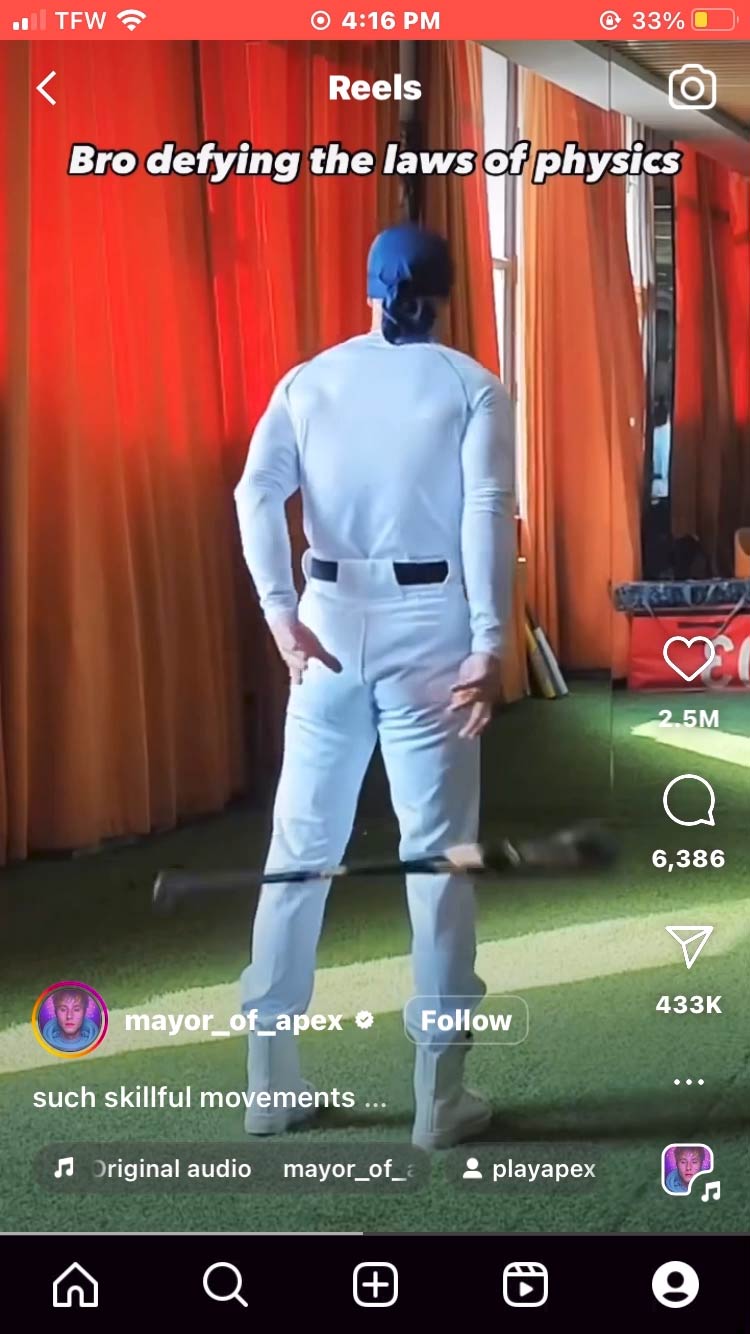 TFW 4:16 PM 33%
Reels
Bro defying the laws of physics
2.5M
6,386
433K
mayor_of_apex Follow
such skillful movements ...
Original audio mayor_of_a playapex